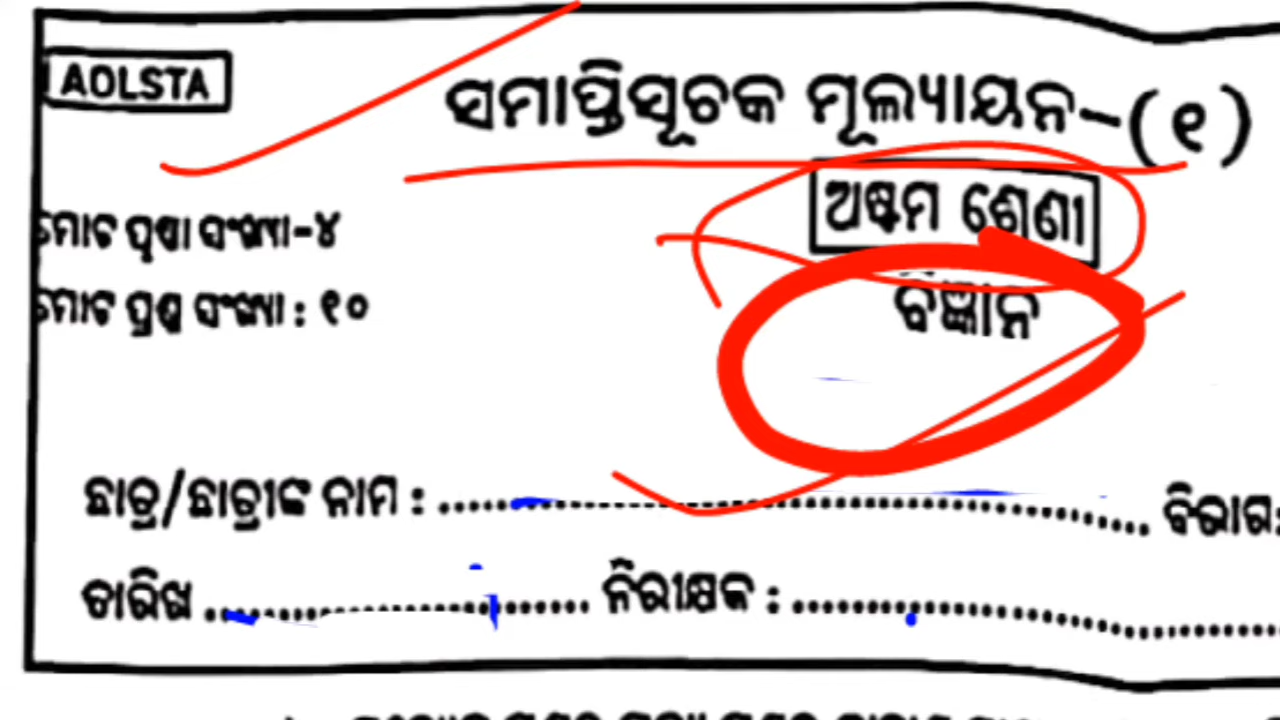 AOLSTA
ସମାପ୍ତିସୂଚକ ମୂଲ୍ୟାୟନ-(୧)
ଅଷ୍ଟମ ଶ୍ରେଣୀ
ମୋଟ ପୃଷ୍ଠା ସଂଖ୍ୟା-୪
ବିଜ୍ଞାନ
ମୋଟ ପ୍ରଶ୍ନ ସଂଖ୍ୟା : ୧୦
ଛାତ୍ର/ଛାତ୍ରୀଙ୍କ ନାମ : .......... ବିଭାଗ:
ତାରିଖ .......... ନିରୀକ୍ଷକ : ..........